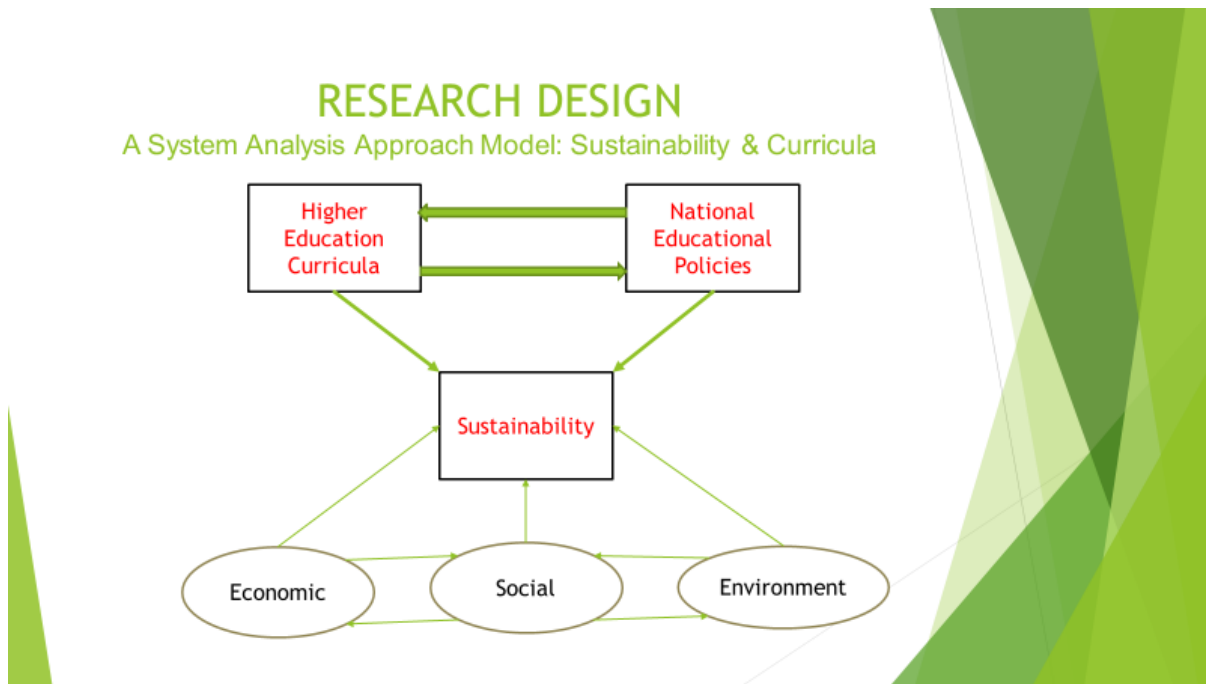 RESEARCH DESIGN
A System Analysis Approach Model: Sustainability & Curricula
Higher
Education
Curricula
National
Educational
Policies
Sustainability
Economic
Social
Environment